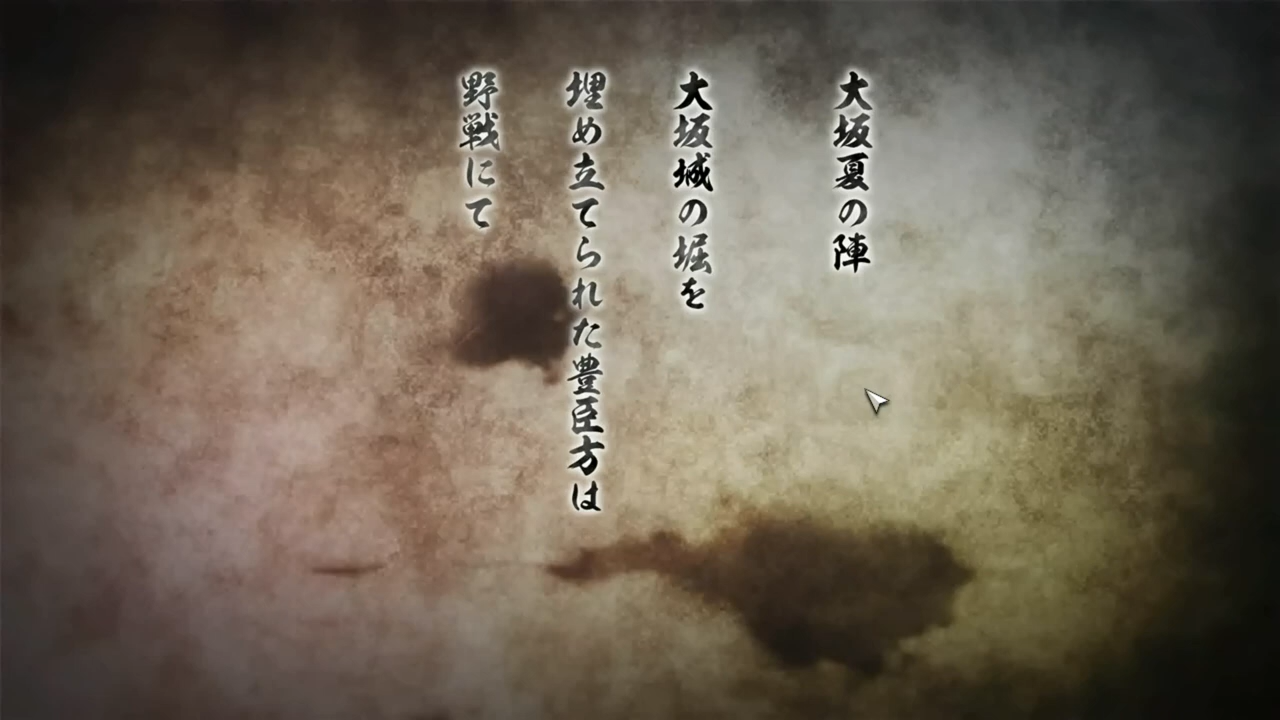 大坂夏の陣
大坂城の堀を
埋め立てられた豊臣方は
野戦にて